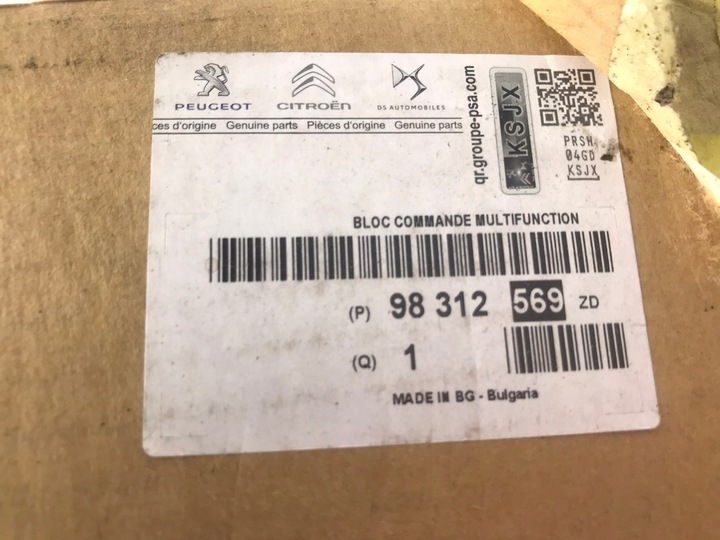 PEUGEOT CITROËN DS AUTOMOBILES
ces d'origine Genuine parts Pièces d'origine Genuine parts
qr.groupe-psa.com
KSJX
PRSH
04GD
KSJX
BLOC COMMANDE MULTIFUNCTION
(P) 98 312 569 ZD
(Q) 1
MADE IN BG - Bulgaria